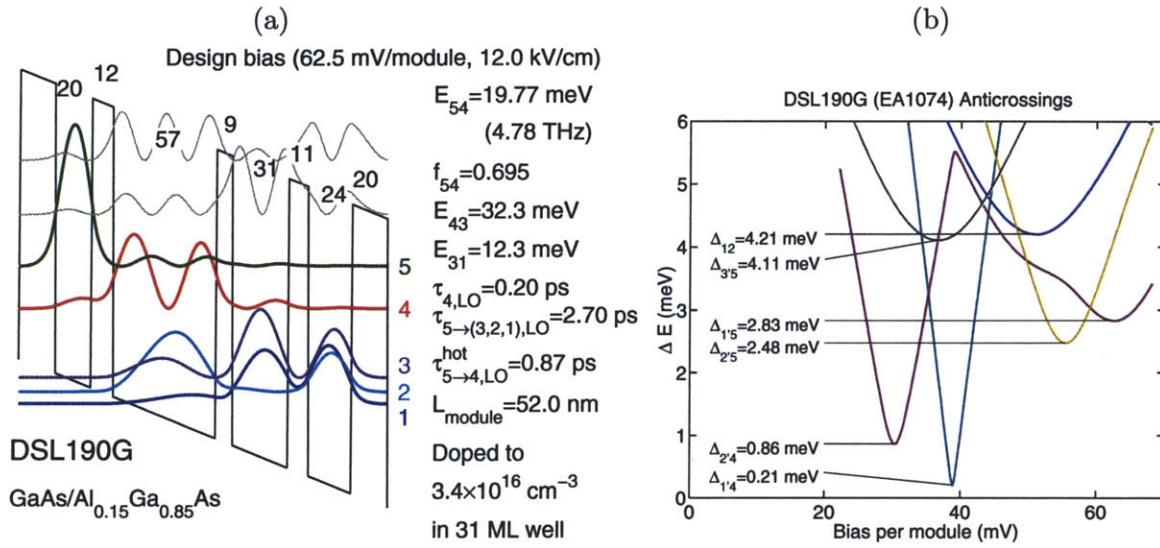 (a)
Design bias (62.5 mV/module, 12.0 kV/cm)
20
12
57
9
31
11
24
20
5
4
3
2
1
E54=19.77 meV
(4.78 THz)
f54=0.695
E43=32.3 meV
E31=12.3 meV
τ4,LO=0.20 ps
τ5→(3,2,1),LO=2.70 ps
τhot5→4,LO=0.87 ps
Lmodule=52.0 nm
Doped to
3.4×10^16 cm^−3
in 31 ML well
DSL190G
GaAs/Al0.15Ga0.85As
(b)
DSL190G (EA1074) Anticrossings
Δ E (meV)
6
5
4
3
2
1
0
Δ12=4.21 meV
Δ3'5=4.11 meV
Δ1'5=2.83 meV
Δ2'5=2.48 meV
Δ2'4=0.86 meV
Δ1'4=0.21 meV
0
20
40
60
Bias per module (mV)